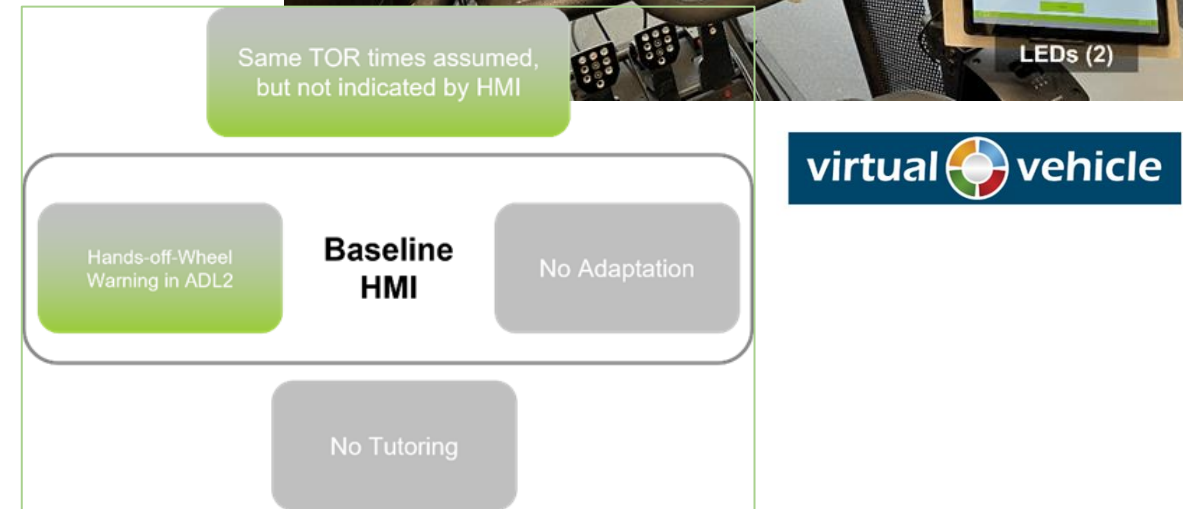 LEDs (2)
Same TOR times assumed,
but not indicated by HMI
virtual vehicle
Hands-off-Wheel
Warning in ADL2
Baseline
HMI
No Adaptation
No Tutoring